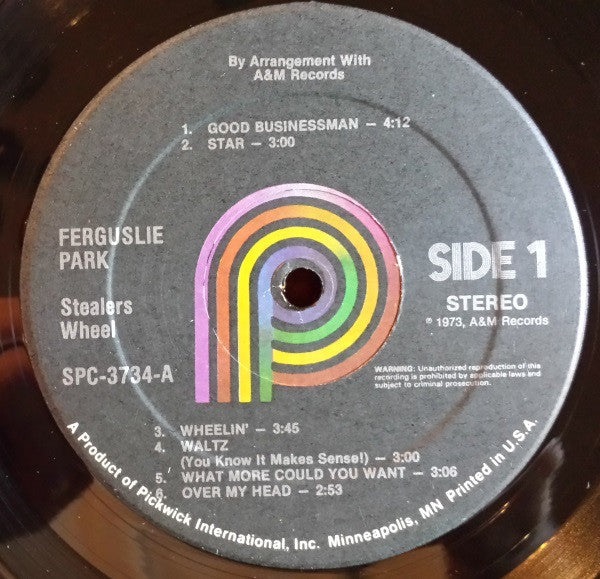 By Arrangement With
A&M Records
1. GOOD BUSINESSMAN – 4:12
2. STAR – 3:00
FERGUSLIE
PARK
Stealers
Wheel
SPC-3734-A
SIDE 1
STEREO
℗ 1973, A&M Records
WARNING: Unauthorized reproduction of this
recording is prohibited by applicable laws and
subject to criminal prosecution.
3. WHEELIN' – 3:45
4. WALTZ
(You Know It Makes Sense!) – 3:00
5. WHAT MORE COULD YOU WANT – 3:06
6. OVER MY HEAD – 2:53
A Product of Pickwick International, Inc. Minneapolis, MN Printed in U.S.A.